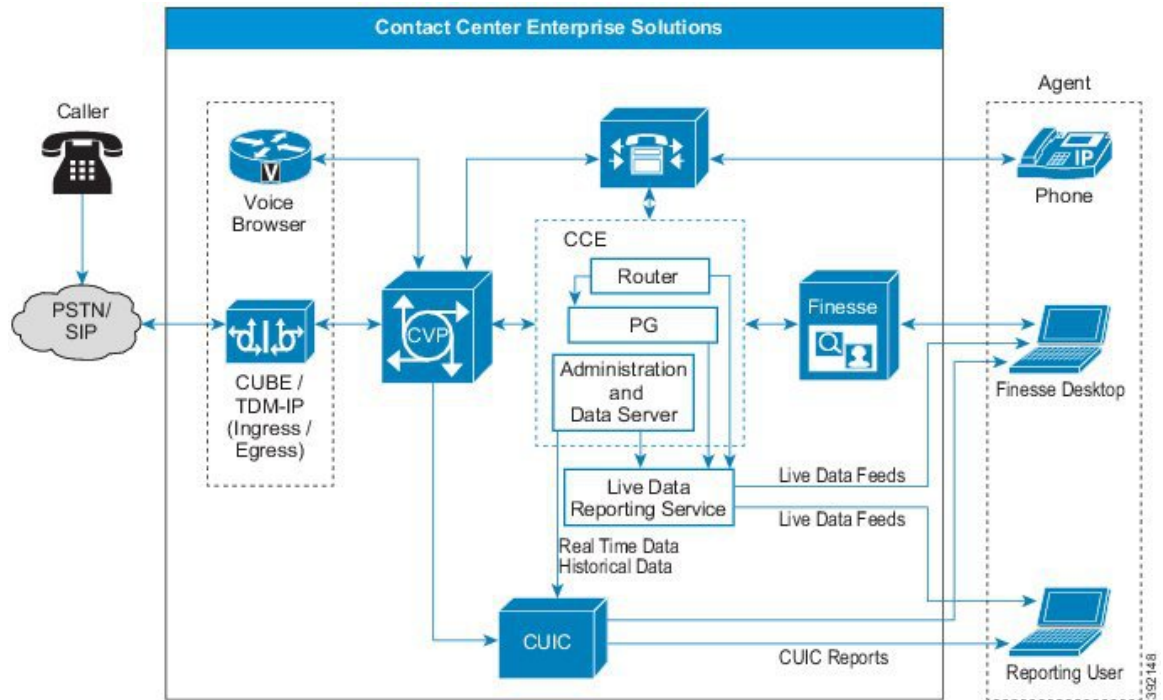 Contact Center Enterprise Solutions
Caller
PSTN/
SIP
V
Voice
Browser
CUBE /
TDM-IP
(Ingress /
Egress)
CVP
CCE
Router
PG
Administration
and
Data Server
Live Data
Reporting Service
Real Time Data
Historical Data
CUIC
Finesse
Live Data Feeds
Live Data Feeds
CUIC Reports
Agent
IP
Phone
Finesse Desktop
Reporting User
392148